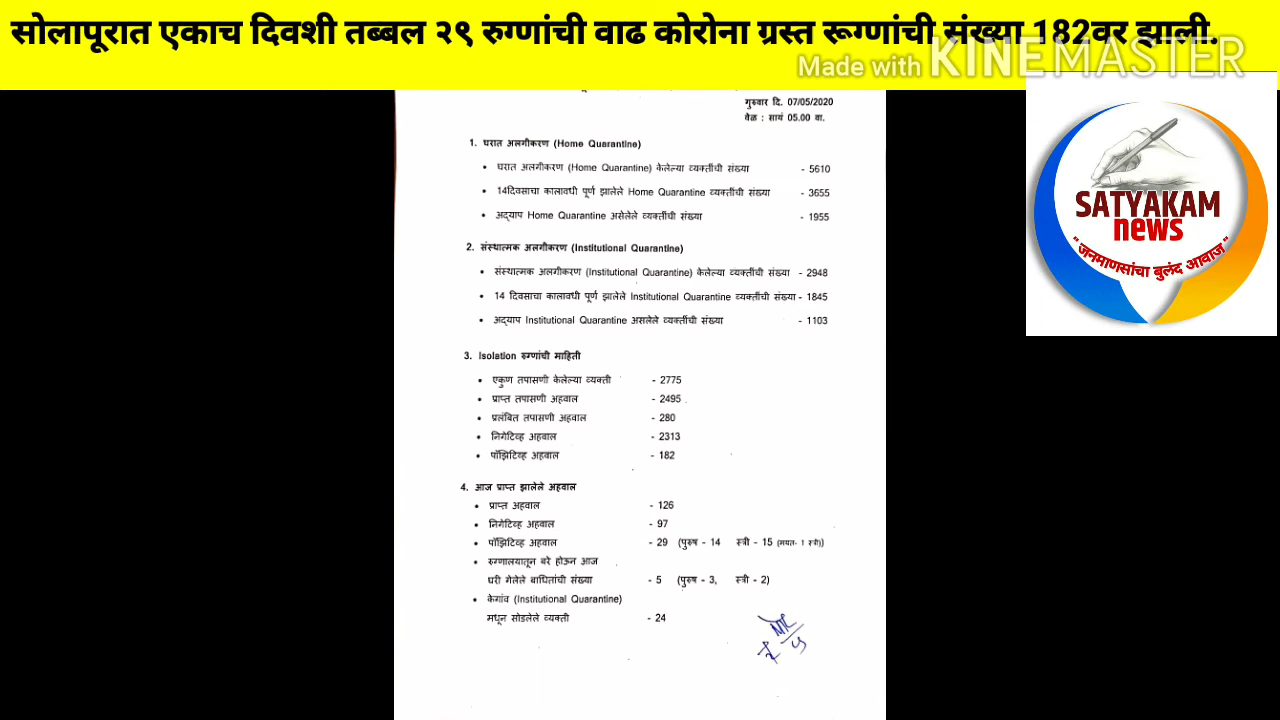 सोलापूरात एकाच दिवशी तब्बल २९ रुग्णांची वाढ कोरोना ग्रस्त रूग्णांची संख्या 182वर झाली.
Made with KINEMASTER
गुरुवार दि. 07/05/2020
वेळ : सायं 05.00 वा.
1. घरात अलगीकरण (Home Quarantine)
• घरात अलगीकरण (Home Quarantine) केलेल्या व्यक्तींची संख्या - 5610
• 14दिवसाचा कालावधी पूर्ण झालेले Home Quarantine व्यक्तींची संख्या - 3655
• अद्याप Home Quarantine असेलेले व्यक्तींची संख्या - 1955
2. संस्थात्मक अलगीकरण (Institutional Quarantine)
• संस्थात्मक अलगीकरण (Institutional Quarantine) केलेल्या व्यक्तींची संख्या - 2948
• 14 दिवसाचा कालावधी पूर्ण झालेले Institutional Quarantine व्यक्तींची संख्या - 1845
• अद्याप Institutional Quarantine असलेले व्यक्तींची संख्या - 1103
3. Isolation रुग्णांची माहिती
• एकुण तपासणी केलेल्या व्यक्ती - 2775
• प्राप्त तपासणी अहवाल - 2495
• प्रलंबित तपासणी अहवाल - 280
• निगेटिव्ह अहवाल - 2313
• पॉझिटिव्ह अहवाल - 182
4. आज प्राप्त झालेले अहवाल
• प्राप्त अहवाल - 126
• निगेटिव्ह अहवाल - 97
• पॉझिटिव्ह अहवाल - 29 (पुरुष - 14 स्त्री - 15 (मयत- 1 स्त्री))
• रुग्णालयातून बरे होऊन आज
घरी गेलेले बाधितांची संख्या - 5 (पुरुष - 3, स्त्री - 2)
• केगांव (Institutional Quarantine)
मधून सोडलेले व्यक्ती - 24
SATYAKAM
news
"जनमाणसांचा बुलंद आवाज"